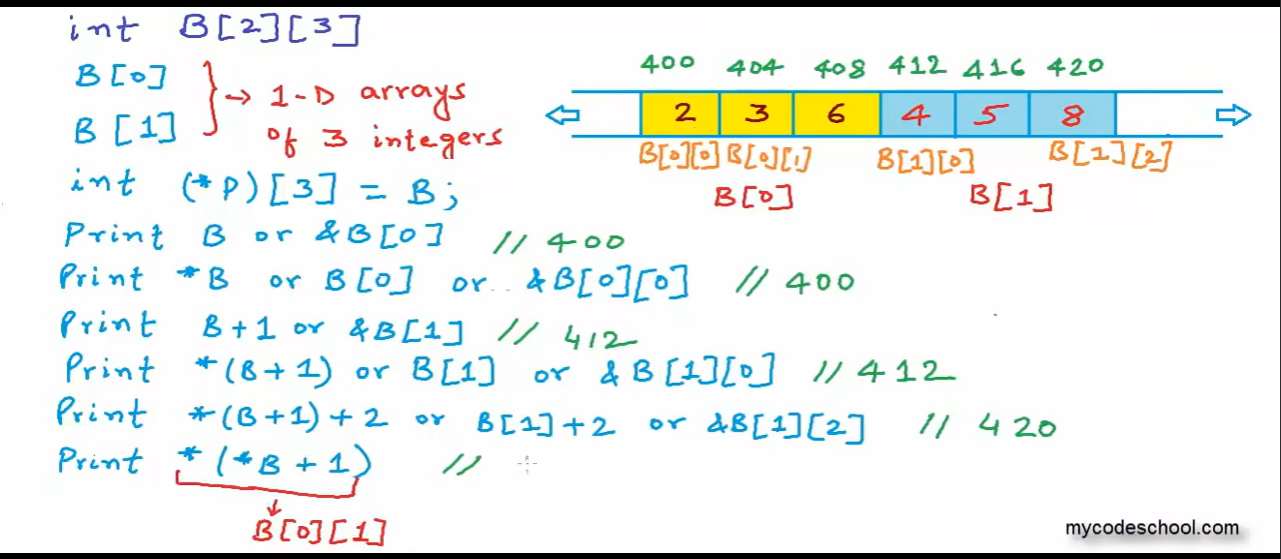 int B[2][3]
B[0]
B[1]
→ 1-D arrays
of 3 integers
400 404 408 412 416 420
2 3 6 4 5 8
B[0][0] B[0][1] B[1][0] B[1][2]
B[0] B[1]
int (*P)[3] = B;
Print B or &B[0] // 400
Print *B or B[0] or &B[0][0] // 400
Print B+1 or &B[1] // 412
Print *(B+1) or B[1] or &B[1][0] // 412
Print *(B+1)+2 or B[1]+2 or &B[1][2] // 420
Print *(*B+1) //
B[0][1]
mycodeschool.com